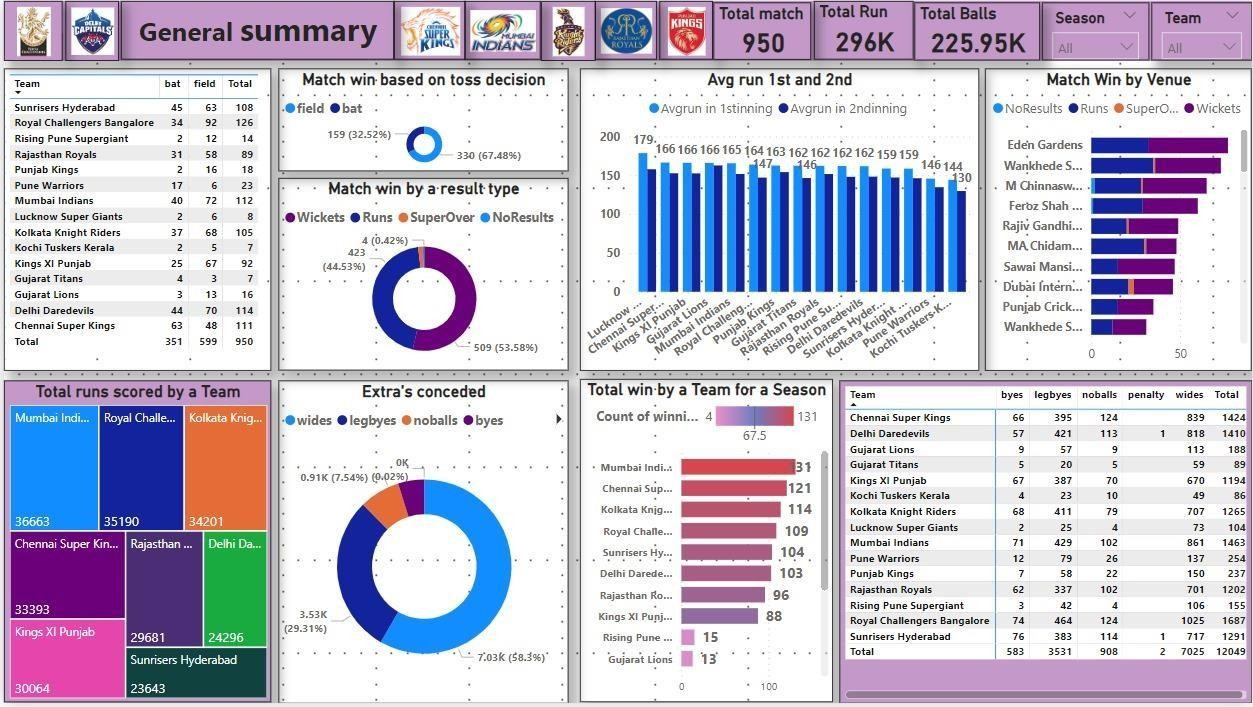 General summary
DELHI CAPITALS
CHENNAI SUPER KINGS
MUMBAI INDIANS
RAJASTHAN ROYALS
PUNJAB KINGS
Total match
950
Total Run
296K
Total Balls
225.95K
Season
All
Team
All
Team bat field Total
Sunrisers Hyderabad 45 63 108
Royal Challengers Bangalore 34 92 126
Rising Pune Supergiant 2 12 14
Rajasthan Royals 31 58 89
Punjab Kings 2 16 18
Pune Warriors 17 6 23
Mumbai Indians 40 72 112
Lucknow Super Giants 2 6 8
Kolkata Knight Riders 37 68 105
Kochi Tuskers Kerala 2 5 7
Kings XI Punjab 25 67 92
Gujarat Titans 4 3 7
Gujarat Lions 3 13 16
Delhi Daredevils 44 70 114
Chennai Super Kings 63 48 111
Total 351 599 950
Match win based on toss decision
field bat
159 (32.52%)
330 (67.48%)
Match win by a result type
Wickets Runs SuperOver NoResults
4 (0.42%)
423
(44.53%)
509 (53.58%)
Avg run 1st and 2nd
Avgrun in 1stinning Avgrun in 2ndinning
200
150
100
50
0
179 166 166 166 165 164 163 162 162 162 162 159 159 146 144
147 146 130
Lucknow ...
Chennai Super...
Kings XI Punjab
Gujarat Lions
Mumbai Indians
Royal Challeng...
Punjab Kings
Gujarat Titans
Rajasthan Royals
Rising Pune Su...
Delhi Daredevils
Sunrisers Hyder...
Kolkata Knight ...
Pune Warriors
Kochi Tuskers K...
Match Win by Venue
NoResults Runs SuperO... Wickets
Eden Gardens
Wankhede S...
M Chinnasw...
Feroz Shah ...
Rajiv Gandhi...
MA Chidam...
Sawai Mansi...
Dubai Intern...
Punjab Crick...
Wankhede S...
0 50
Total runs scored by a Team
Mumbai Indi...
36663
Royal Challe...
35190
Kolkata Knig...
34201
Chennai Super Kin...
33393
Rajasthan ...
29681
Delhi Da...
24296
Kings XI Punjab
30064
Sunrisers Hyderabad
23643
Extra's conceded
wides legbyes noballs byes
0K
0.91K (7.54%) (0.02%)
3.53K
(29.31%)
7.03K (58.3%)
Total win by a Team for a Season
Count of winni... 4 131
67.5
Mumbai Indi... 131
Chennai Sup... 121
Kolkata Knig... 114
Royal Challe... 109
Sunrisers Hy... 104
Delhi Darede... 103
Rajasthan Ro... 96
Kings XI Punj... 88
Rising Pune ... 15
Gujarat Lions 13
0 100
Team byes legbyes noballs penalty wides Total
Chennai Super Kings 66 395 124 839 1424
Delhi Daredevils 57 421 113 1 818 1410
Gujarat Lions 9 57 9 113 188
Gujarat Titans 5 20 5 59 89
Kings XI Punjab 67 387 70 670 1194
Kochi Tuskers Kerala 4 23 10 49 86
Kolkata Knight Riders 68 411 79 707 1265
Lucknow Super Giants 2 25 4 73 104
Mumbai Indians 71 429 102 861 1463
Pune Warriors 12 79 26 137 254
Punjab Kings 7 58 22 150 237
Rajasthan Royals 62 337 102 701 1202
Rising Pune Supergiant 3 42 4 106 155
Royal Challengers Bangalore 74 464 124 1025 1687
Sunrisers Hyderabad 76 383 114 1 717 1291
Total 583 3531 908 2 7025 12049